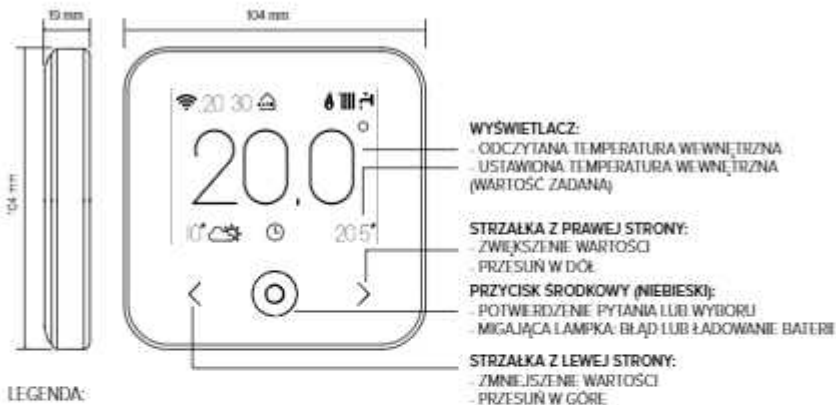 19 mm
104 mm
104 mm
20 30
20,0°
10°
20.5°
WYŚWIETLACZ:
- ODCZYTANA TEMPERATURA WEWNĘTRZNA
- USTAWIONA TEMPERATURA WEWNĘTRZNA
(WARTOŚĆ ZADANA)
STRZAŁKA Z PRAWEJ STRONY:
- ZWIĘKSZENIE WARTOŚCI
- PRZESUŃ W DÓŁ
PRZYCISK ŚRODKOWY (NIEBIESKI):
- POTWIERDZENIE PYTANIA LUB WYBORU
- MIGAJĄCA LAMPKA: BŁĄD LUB ŁADOWANIE BATERII
STRZAŁKA Z LEWEJ STRONY:
- ZMNIEJSZENIE WARTOŚCI
- PRZESUŃ W GÓRĘ
LEGENDA: